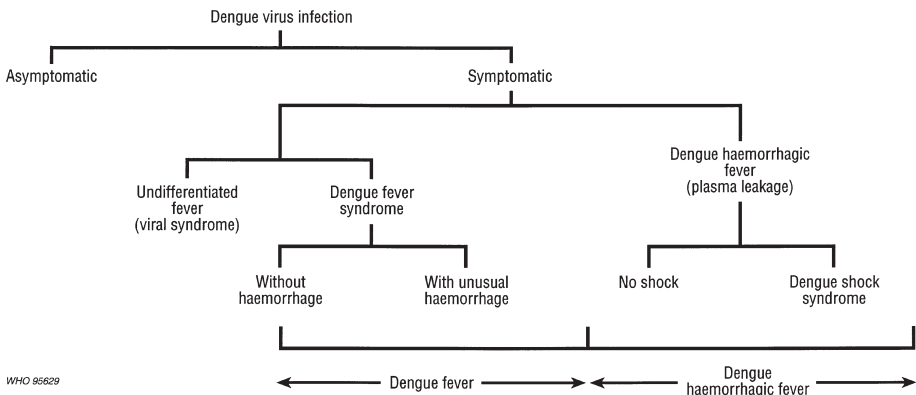 Dengue virus infection
Asymptomatic
Symptomatic
Undifferentiated
fever
(viral syndrome)
Dengue fever
syndrome
Dengue haemorrhagic
fever
(plasma leakage)
Without
haemorrhage
With unusual
haemorrhage
No shock
Dengue shock
syndrome
WHO 95629
Dengue fever
Dengue
haemorrhagic fever